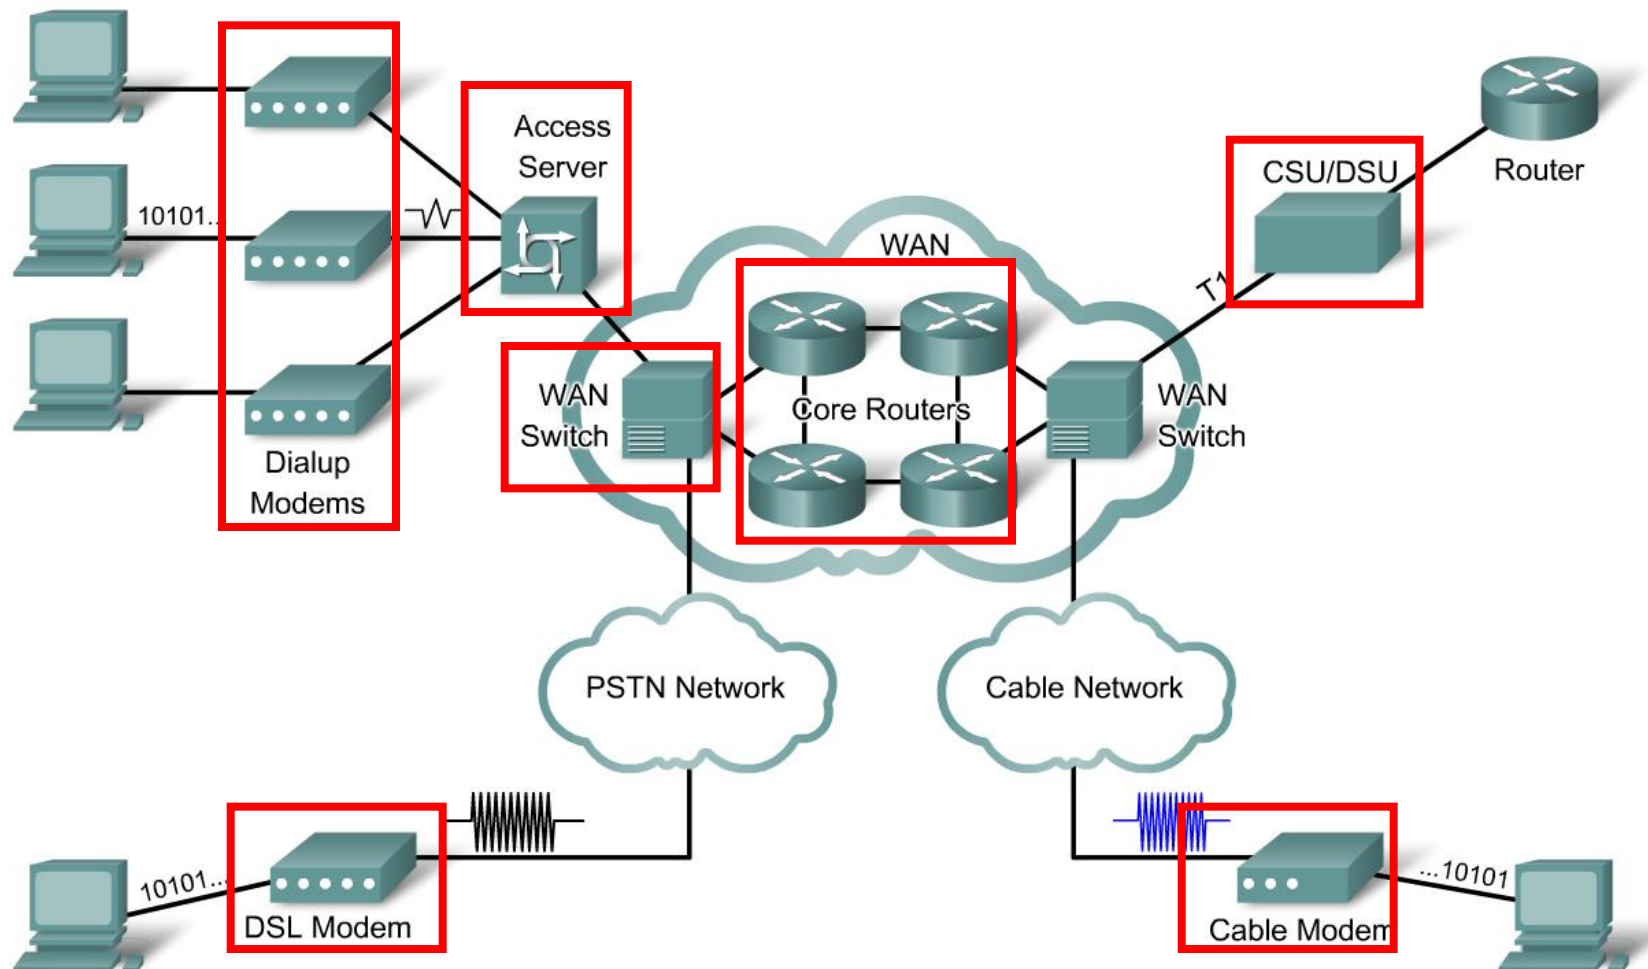 Access
Server
CSU/DSU
Router
10101...
WAN
T1
WAN
Switch
Core Routers
WAN
Switch
Dialup
Modems
PSTN Network
Cable Network
10101...
DSL Modem
...10101
Cable Modem